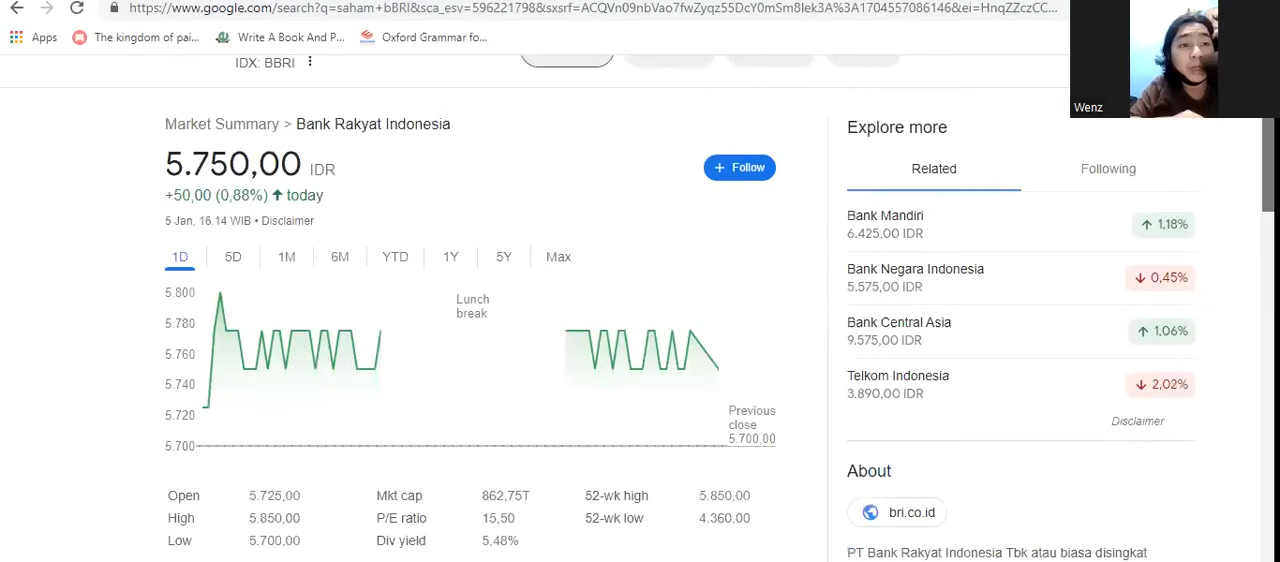 https://www.google.com/search?q=saham+bBRI&sca_esv=596221798&sxsrf=ACQVn09nbVao7fwZyqz55DcY0mSm8Iek3A%3A1704557086146&ei=HnqZZczCC...
Apps The kingdom of pai... Write A Book And P... Oxford Grammar fo...
Wenz
IDX: BBRI
Market Summary > Bank Rakyat Indonesia
5.750,00 IDR
+ Follow
+50,00 (0,88%) ↑ today
5 Jan, 16.14 WIB • Disclaimer
1D 5D 1M 6M YTD 1Y 5Y Max
5.800
5.780
5.760
5.740
5.720
5.700
Lunch
break
Previous
close
5.700,00
Open 5.725,00 Mkt cap 862,75T 52-wk high 5.850,00
High 5.850,00 P/E ratio 15,50 52-wk low 4.360,00
Low 5.700,00 Div yield 5,48%
Explore more
Related Following
Bank Mandiri
6.425,00 IDR
↑ 1,18%
Bank Negara Indonesia
5.575,00 IDR
↓ 0,45%
Bank Central Asia
9.575,00 IDR
↑ 1,06%
Telkom Indonesia
3.890,00 IDR
↓ 2,02%
Disclaimer
About
bri.co.id
PT Bank Rakyat Indonesia Tbk atau biasa disingkat